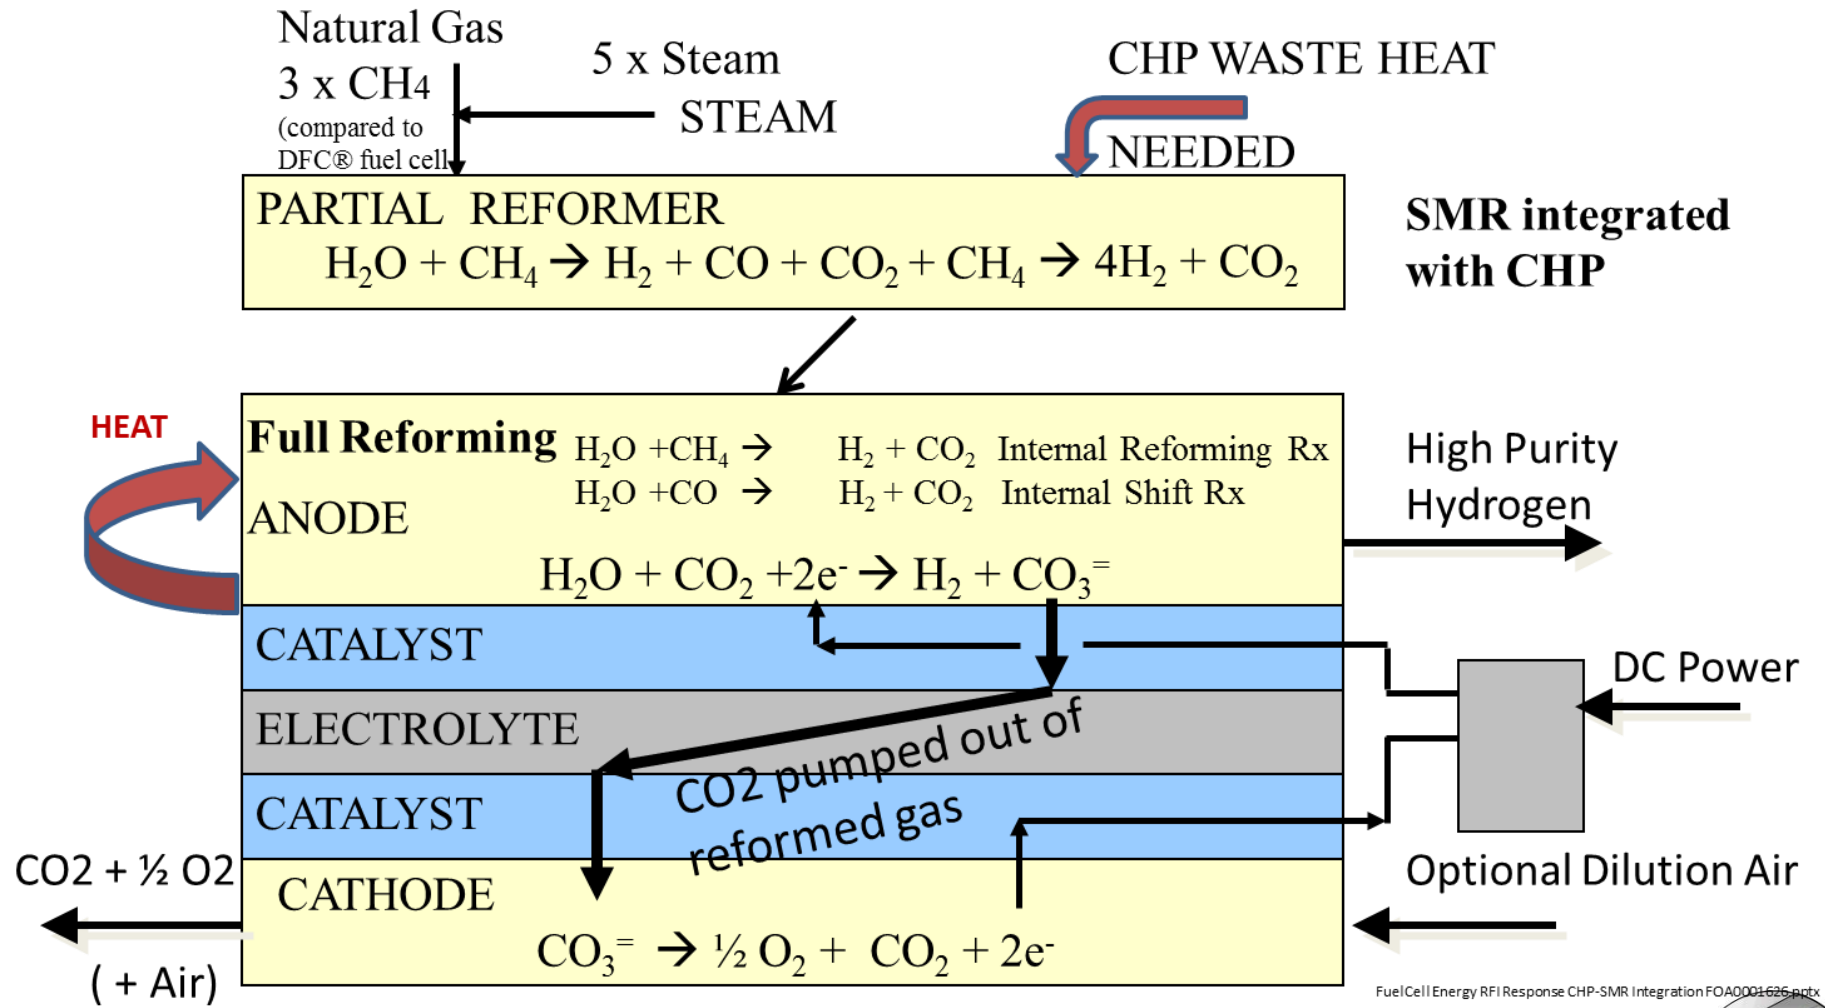 Natural Gas
3 x CH4
(compared to
DFC® fuel cell
5 x Steam
STEAM
CHP WASTE HEAT
NEEDED
PARTIAL REFORMER
H₂O + CH₄ → H₂ + CO + CO₂ + CH₄ → 4H₂ + CO₂
SMR integrated
with CHP
HEAT
Full Reforming
H₂O +CH₄ → H₂ + CO₂ Internal Reforming Rx
H₂O +CO → H₂ + CO₂ Internal Shift Rx
ANODE
H₂O + CO₂ +2e⁻ → H₂ + CO₃⁼
High Purity
Hydrogen
CATALYST
DC Power
ELECTROLYTE
CO2 pumped out of
reformed gas
CATALYST
CO2 + ½ O2
( + Air)
CATHODE
CO₃⁼ → ½ O₂ + CO₂ + 2e⁻
Optional Dilution Air
FuelCell Energy RFI Response CHP-SMR Integration FOA0001626.pptx